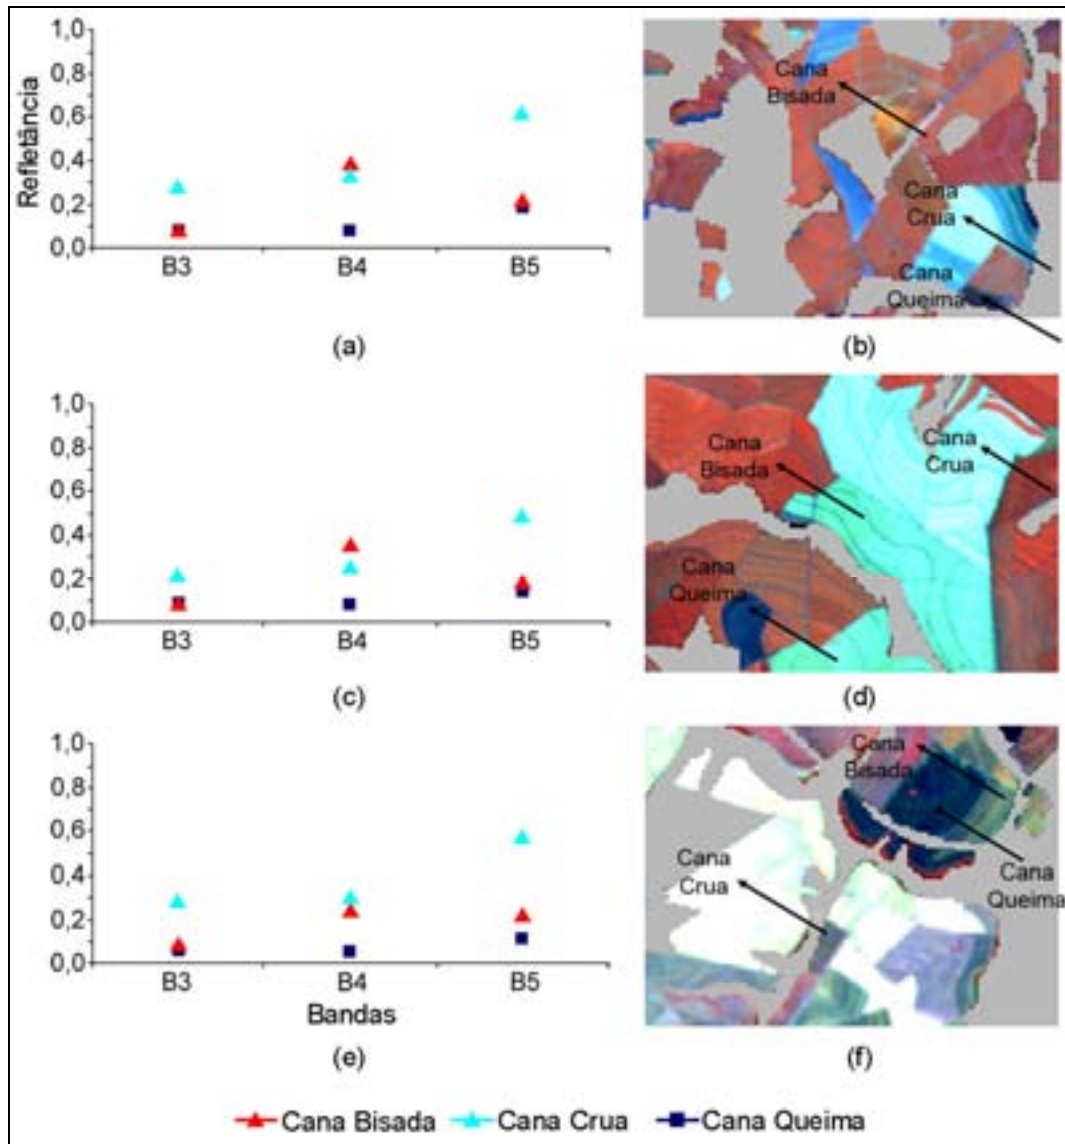 Refletância
1,0
0,8
0,6
0,4
0,2
0,0
B3
B4
B5
(a)
Cana
Bisada
Cana
Crua
Cana
Queima
(b)
1,0
0,8
0,6
0,4
0,2
0,0
B3
B4
B5
(c)
Cana
Bisada
Cana
Crua
Cana
Queima
(d)
1,0
0,8
0,6
0,4
0,2
0,0
B3
B4
B5
Bandas
(e)
Cana
Bisada
Cana
Crua
Cana
Queima
(f)
Cana Bisada Cana Crua Cana Queima